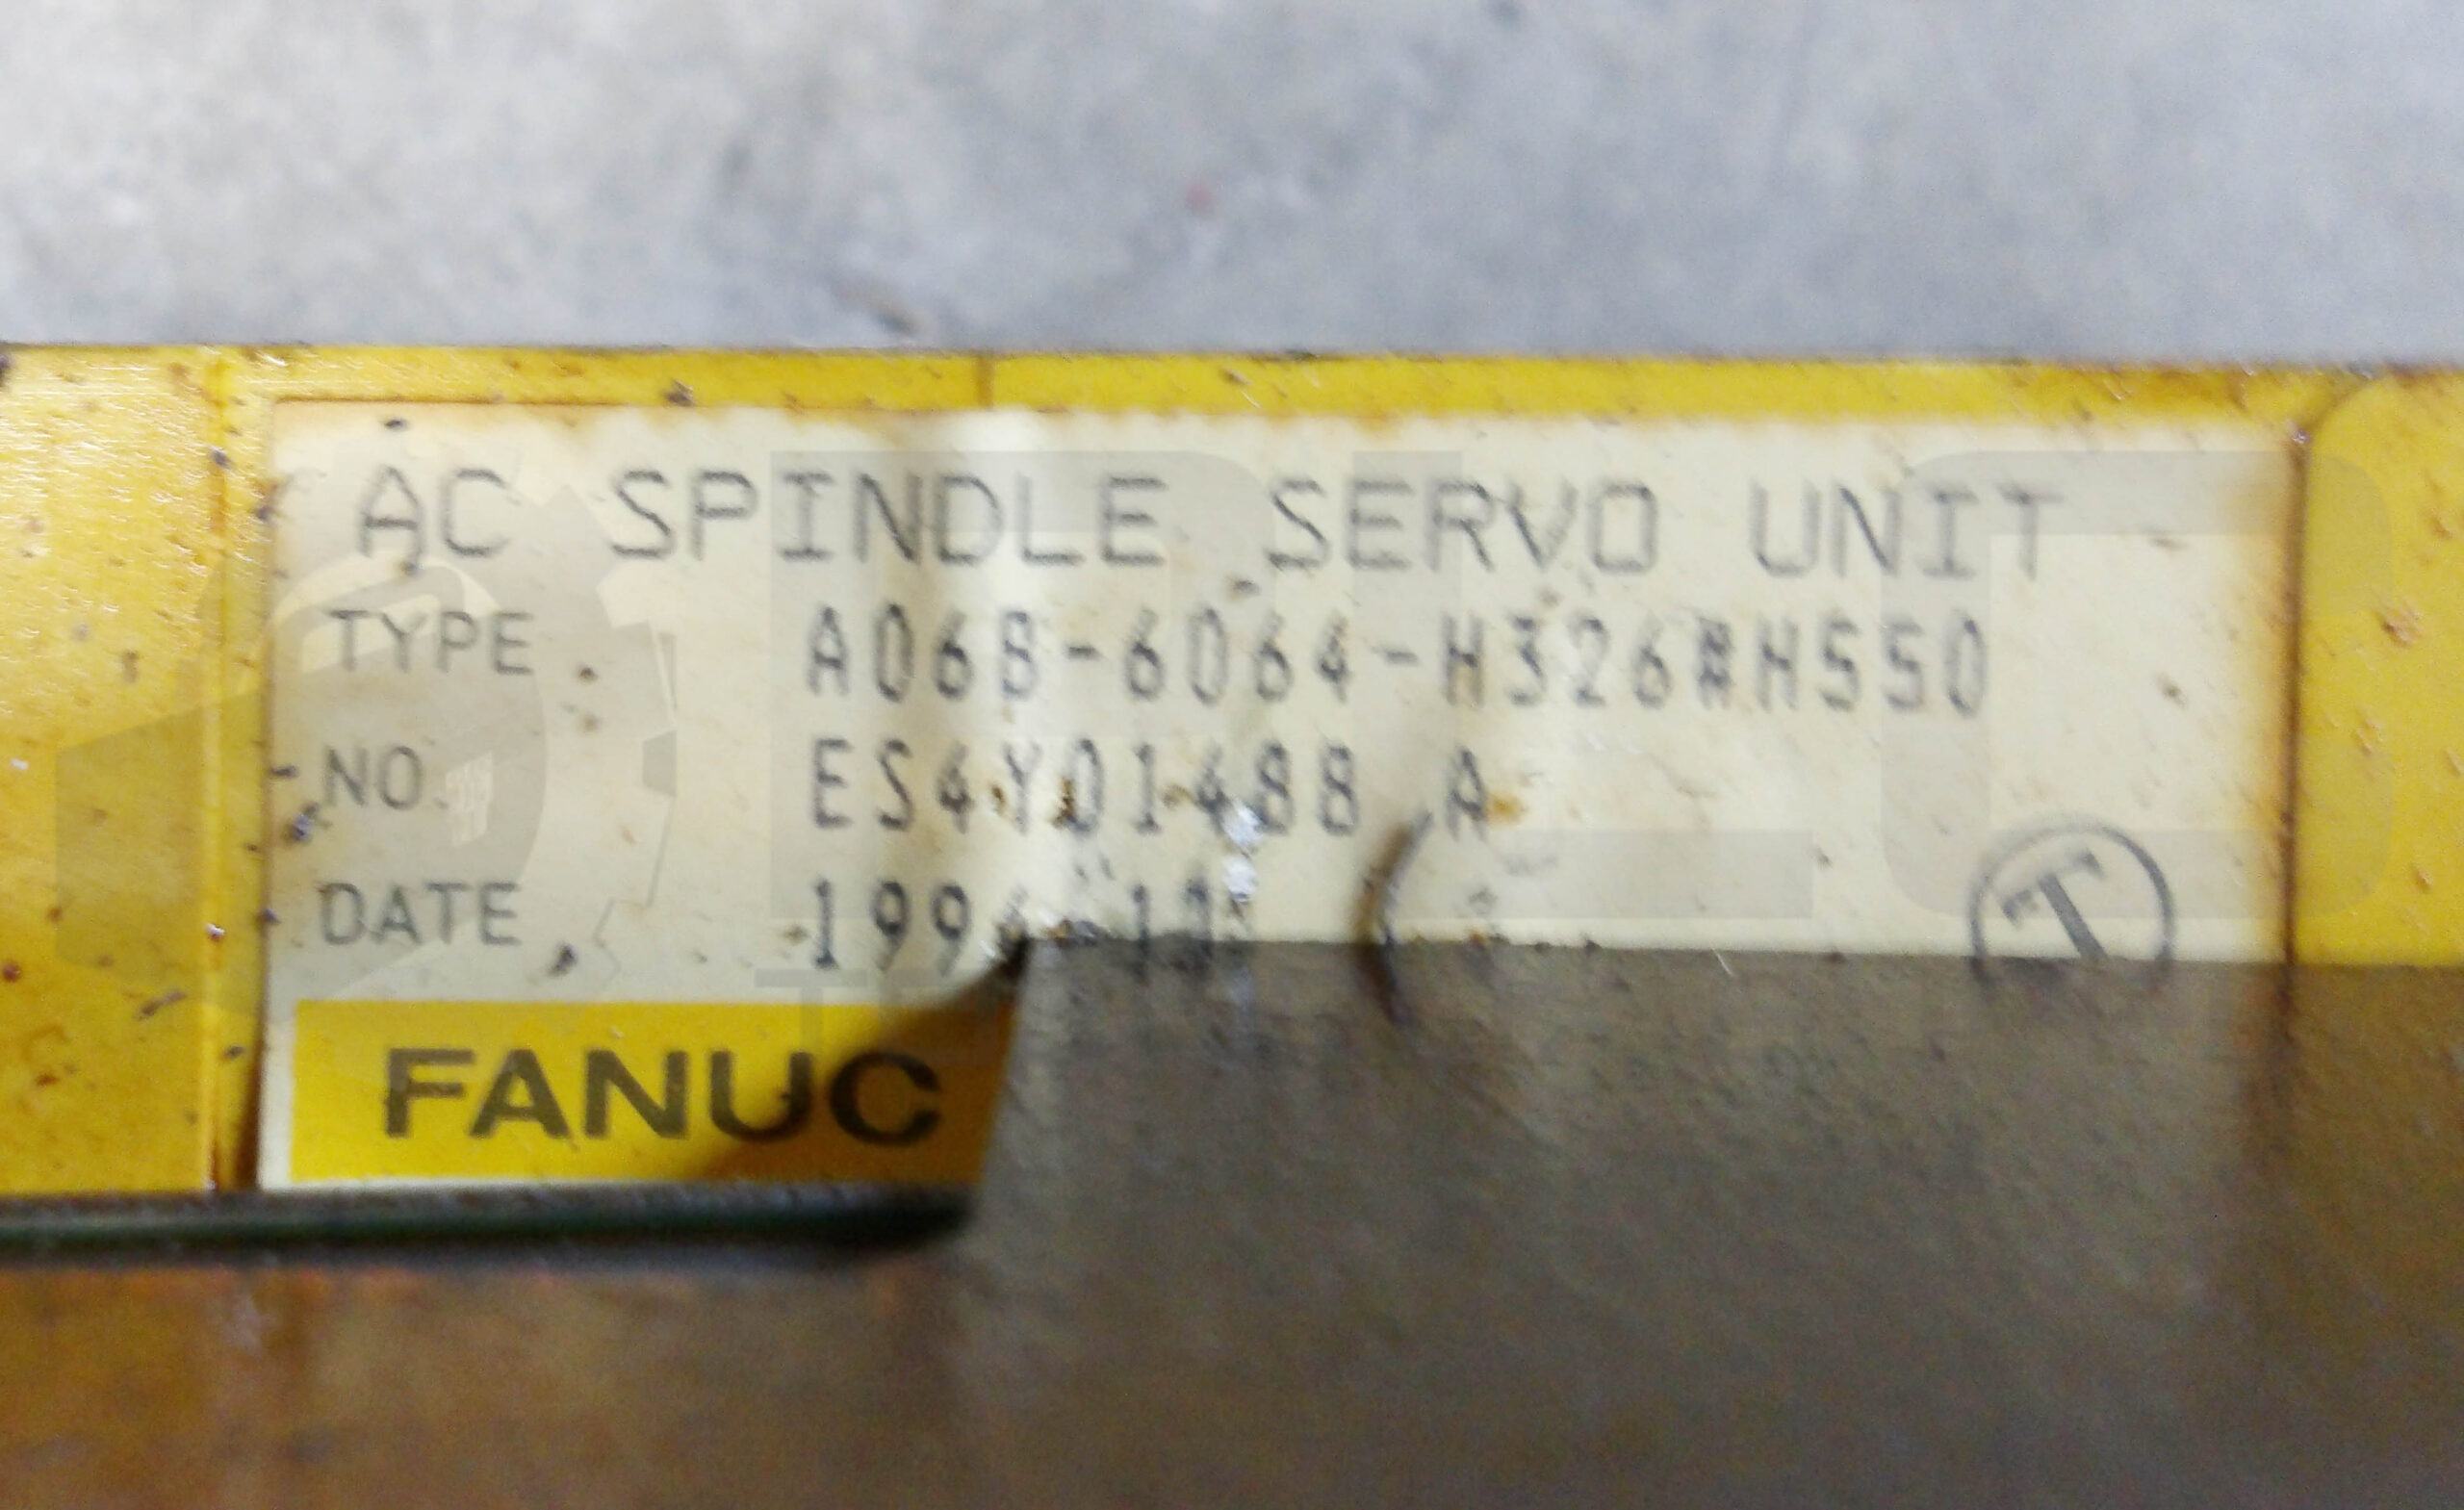 AC SPINDLE SERVO UNIT
TYPE A06B-6064-H326#H550
NO. ES4Y01488 A
DATE
FANUC
T